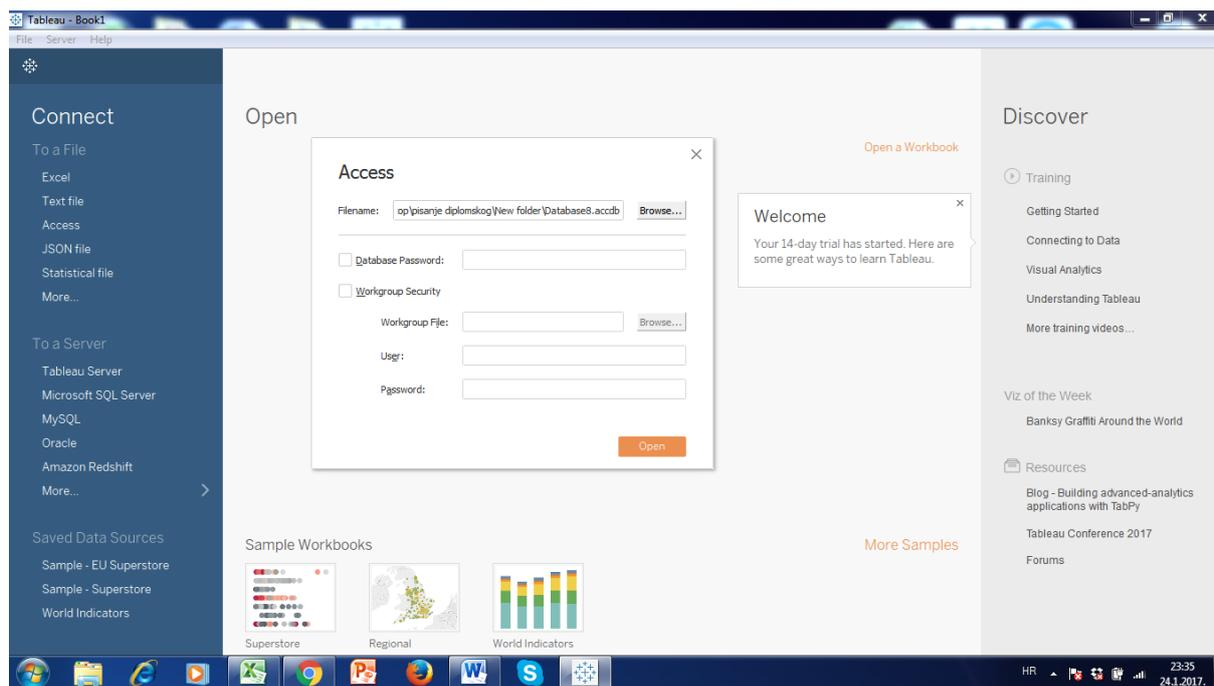 Tableau - Book1
File Server Help
Connect
To a File
Excel
Text file
Access
JSON file
Statistical file
More...
To a Server
Tableau Server
Microsoft SQL Server
MySQL
Oracle
Amazon Redshift
More...
Saved Data Sources
Sample - EU Superstore
Sample - Superstore
World Indicators
Open
Open a Workbook
Access
Filename: op\pisanje diplomskog\New folder\Database8.accdb Browse...
Database Password:
Workgroup Security
Workgroup File: Browse...
User:
Password:
Open
Welcome
Your 14-day trial has started. Here are
some great ways to learn Tableau.
Sample Workbooks
More Samples
Superstore
Regional
World Indicators
Discover
Training
Getting Started
Connecting to Data
Visual Analytics
Understanding Tableau
More training videos...
Viz of the Week
Banksy Graffiti Around the World
Resources
Blog - Building advanced-analytics
applications with TabPy
Tableau Conference 2017
Forums
HR
23:35
24.1.2017.